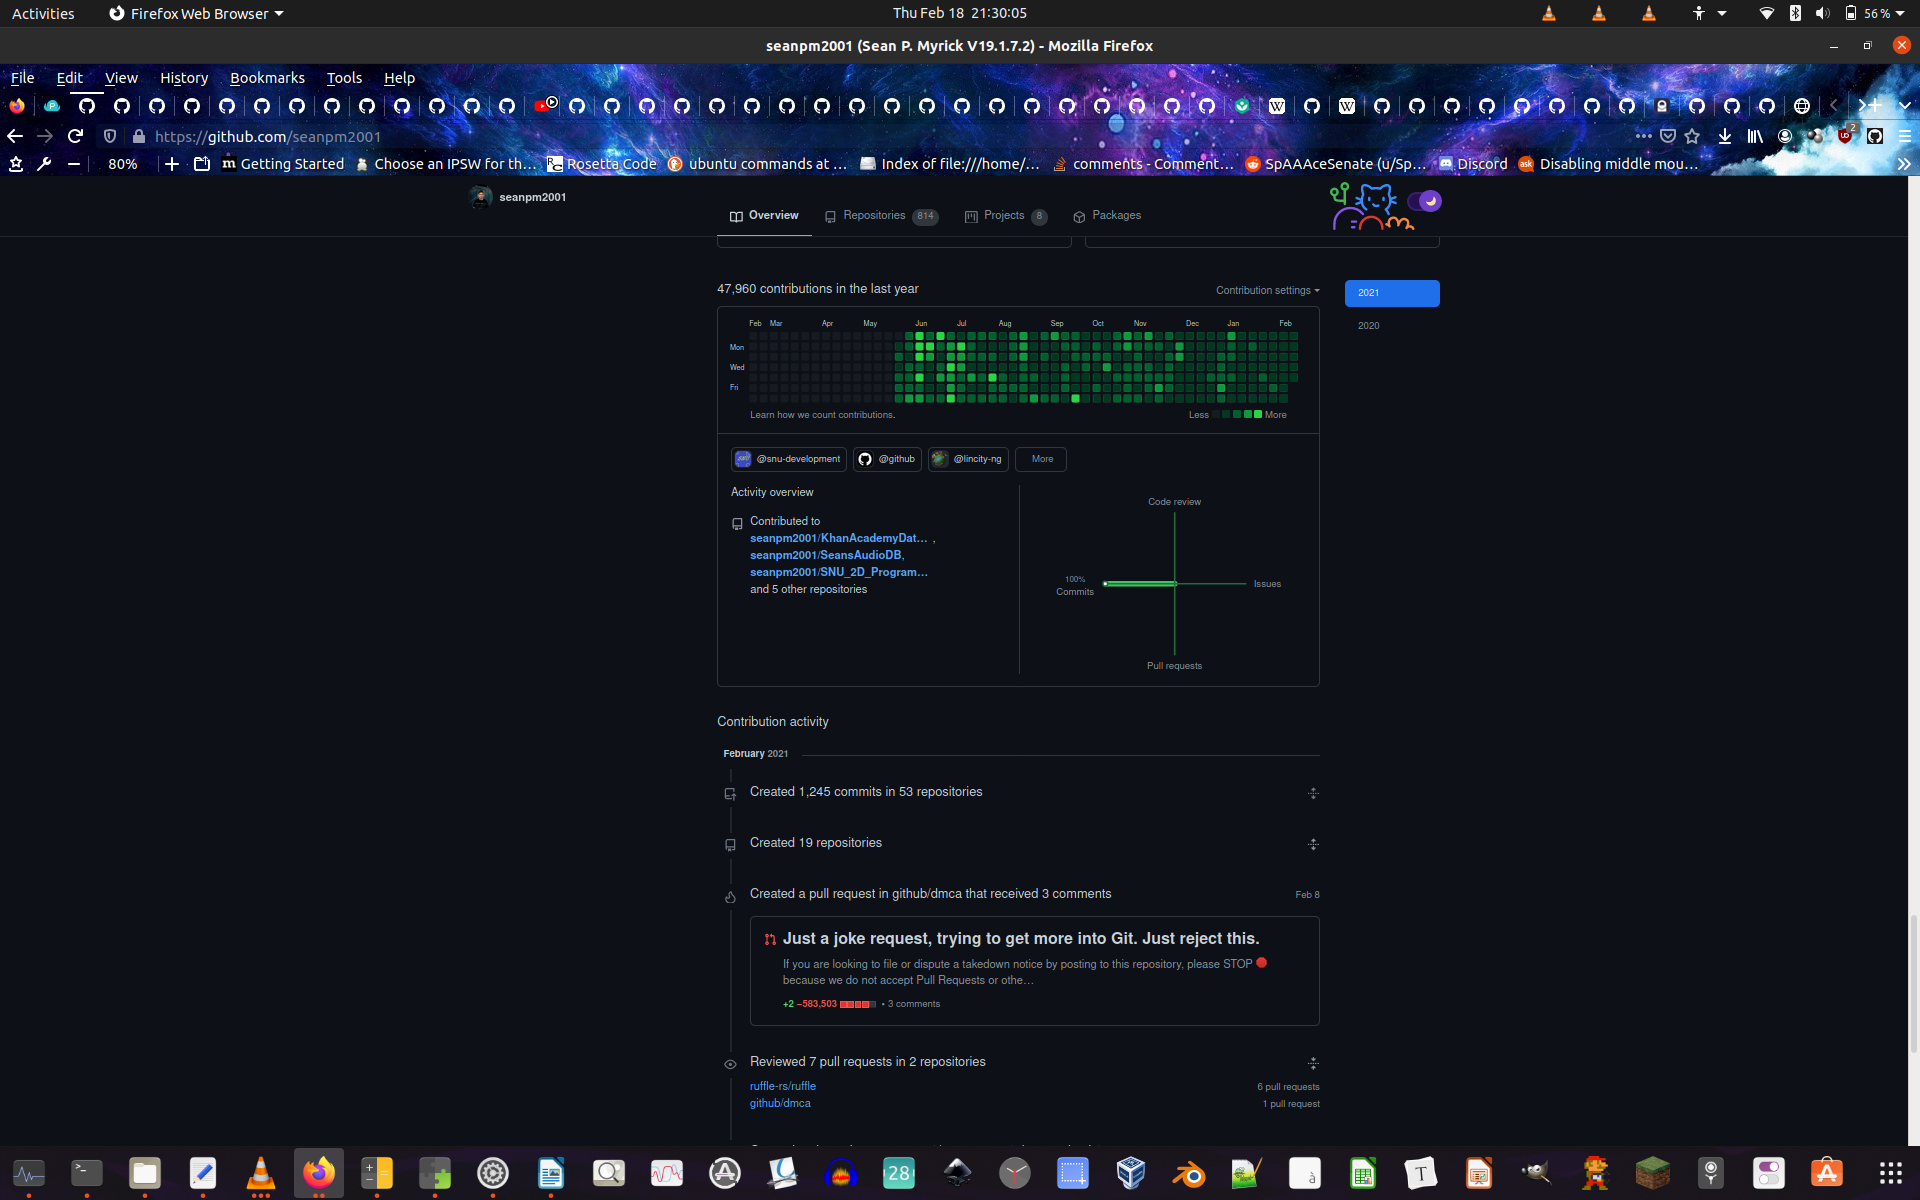 Activities
Firefox Web Browser
Thu Feb 18 21:30:05
56 %
seanpm2001 (Sean P. Myrick V19.1.7.2) - Mozilla Firefox
File Edit View History Bookmarks Tools Help
https://github.com/seanpm2001
2
80%
Getting Started
Choose an IPSW for th…
Rosetta Code
ubuntu commands at …
Index of file:///home/…
comments - Comment…
SpAAAceSenate (u/Sp…
Discord
Disabling middle mou…
seanpm2001
Overview
Repositories 814
Projects 8
Packages
47,960 contributions in the last year
Contribution settings
2021
2020
Feb Mar Apr May Jun Jul Aug Sep Oct Nov Dec Jan Feb
Mon
Wed
Fri
Learn how we count contributions.
Less More
@snu-development
@github
@lincity-ng
More
Activity overview
Contributed to
seanpm2001/KhanAcademyDat… ,
seanpm2001/SeansAudioDB,
seanpm2001/SNU_2D_Program…
and 5 other repositories
Code review
100%
Commits
Issues
Pull requests
Contribution activity
February 2021
Created 1,245 commits in 53 repositories
Created 19 repositories
Created a pull request in github/dmca that received 3 comments
Feb 8
Just a joke request, trying to get more into Git. Just reject this.
If you are looking to file or dispute a takedown notice by posting to this repository, please STOP
because we do not accept Pull Requests or othe…
+2 −583,503 • 3 comments
Reviewed 7 pull requests in 2 repositories
ruffle-rs/ruffle
6 pull requests
github/dmca
1 pull request
28